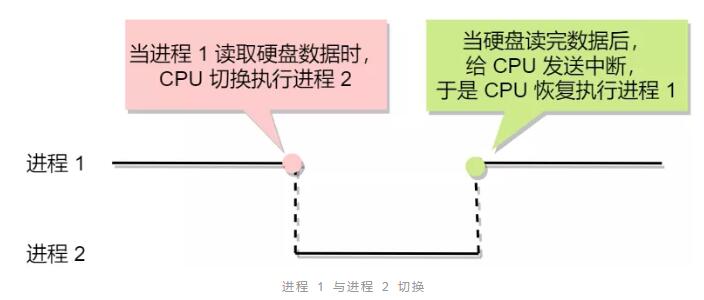 当进程 1 读取硬盘数据时，
CPU 切换执行进程 2
当硬盘读完数据后，
给 CPU 发送中断，
于是 CPU 恢复执行进程 1
进程 1
进程 2
进程 1 与进程 2 切换